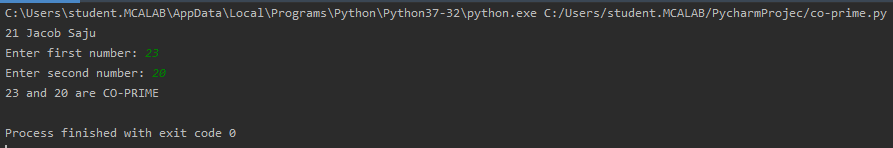 C:\Users\student.MCALAB\AppData\Local\Programs\Python\Python37-32\python.exe C:/Users/student.MCALAB/PycharmProjec/co-prime.py
21 Jacob Saju
Enter first number: 23
Enter second number: 20
23 and 20 are CO-PRIME
Process finished with exit code 0